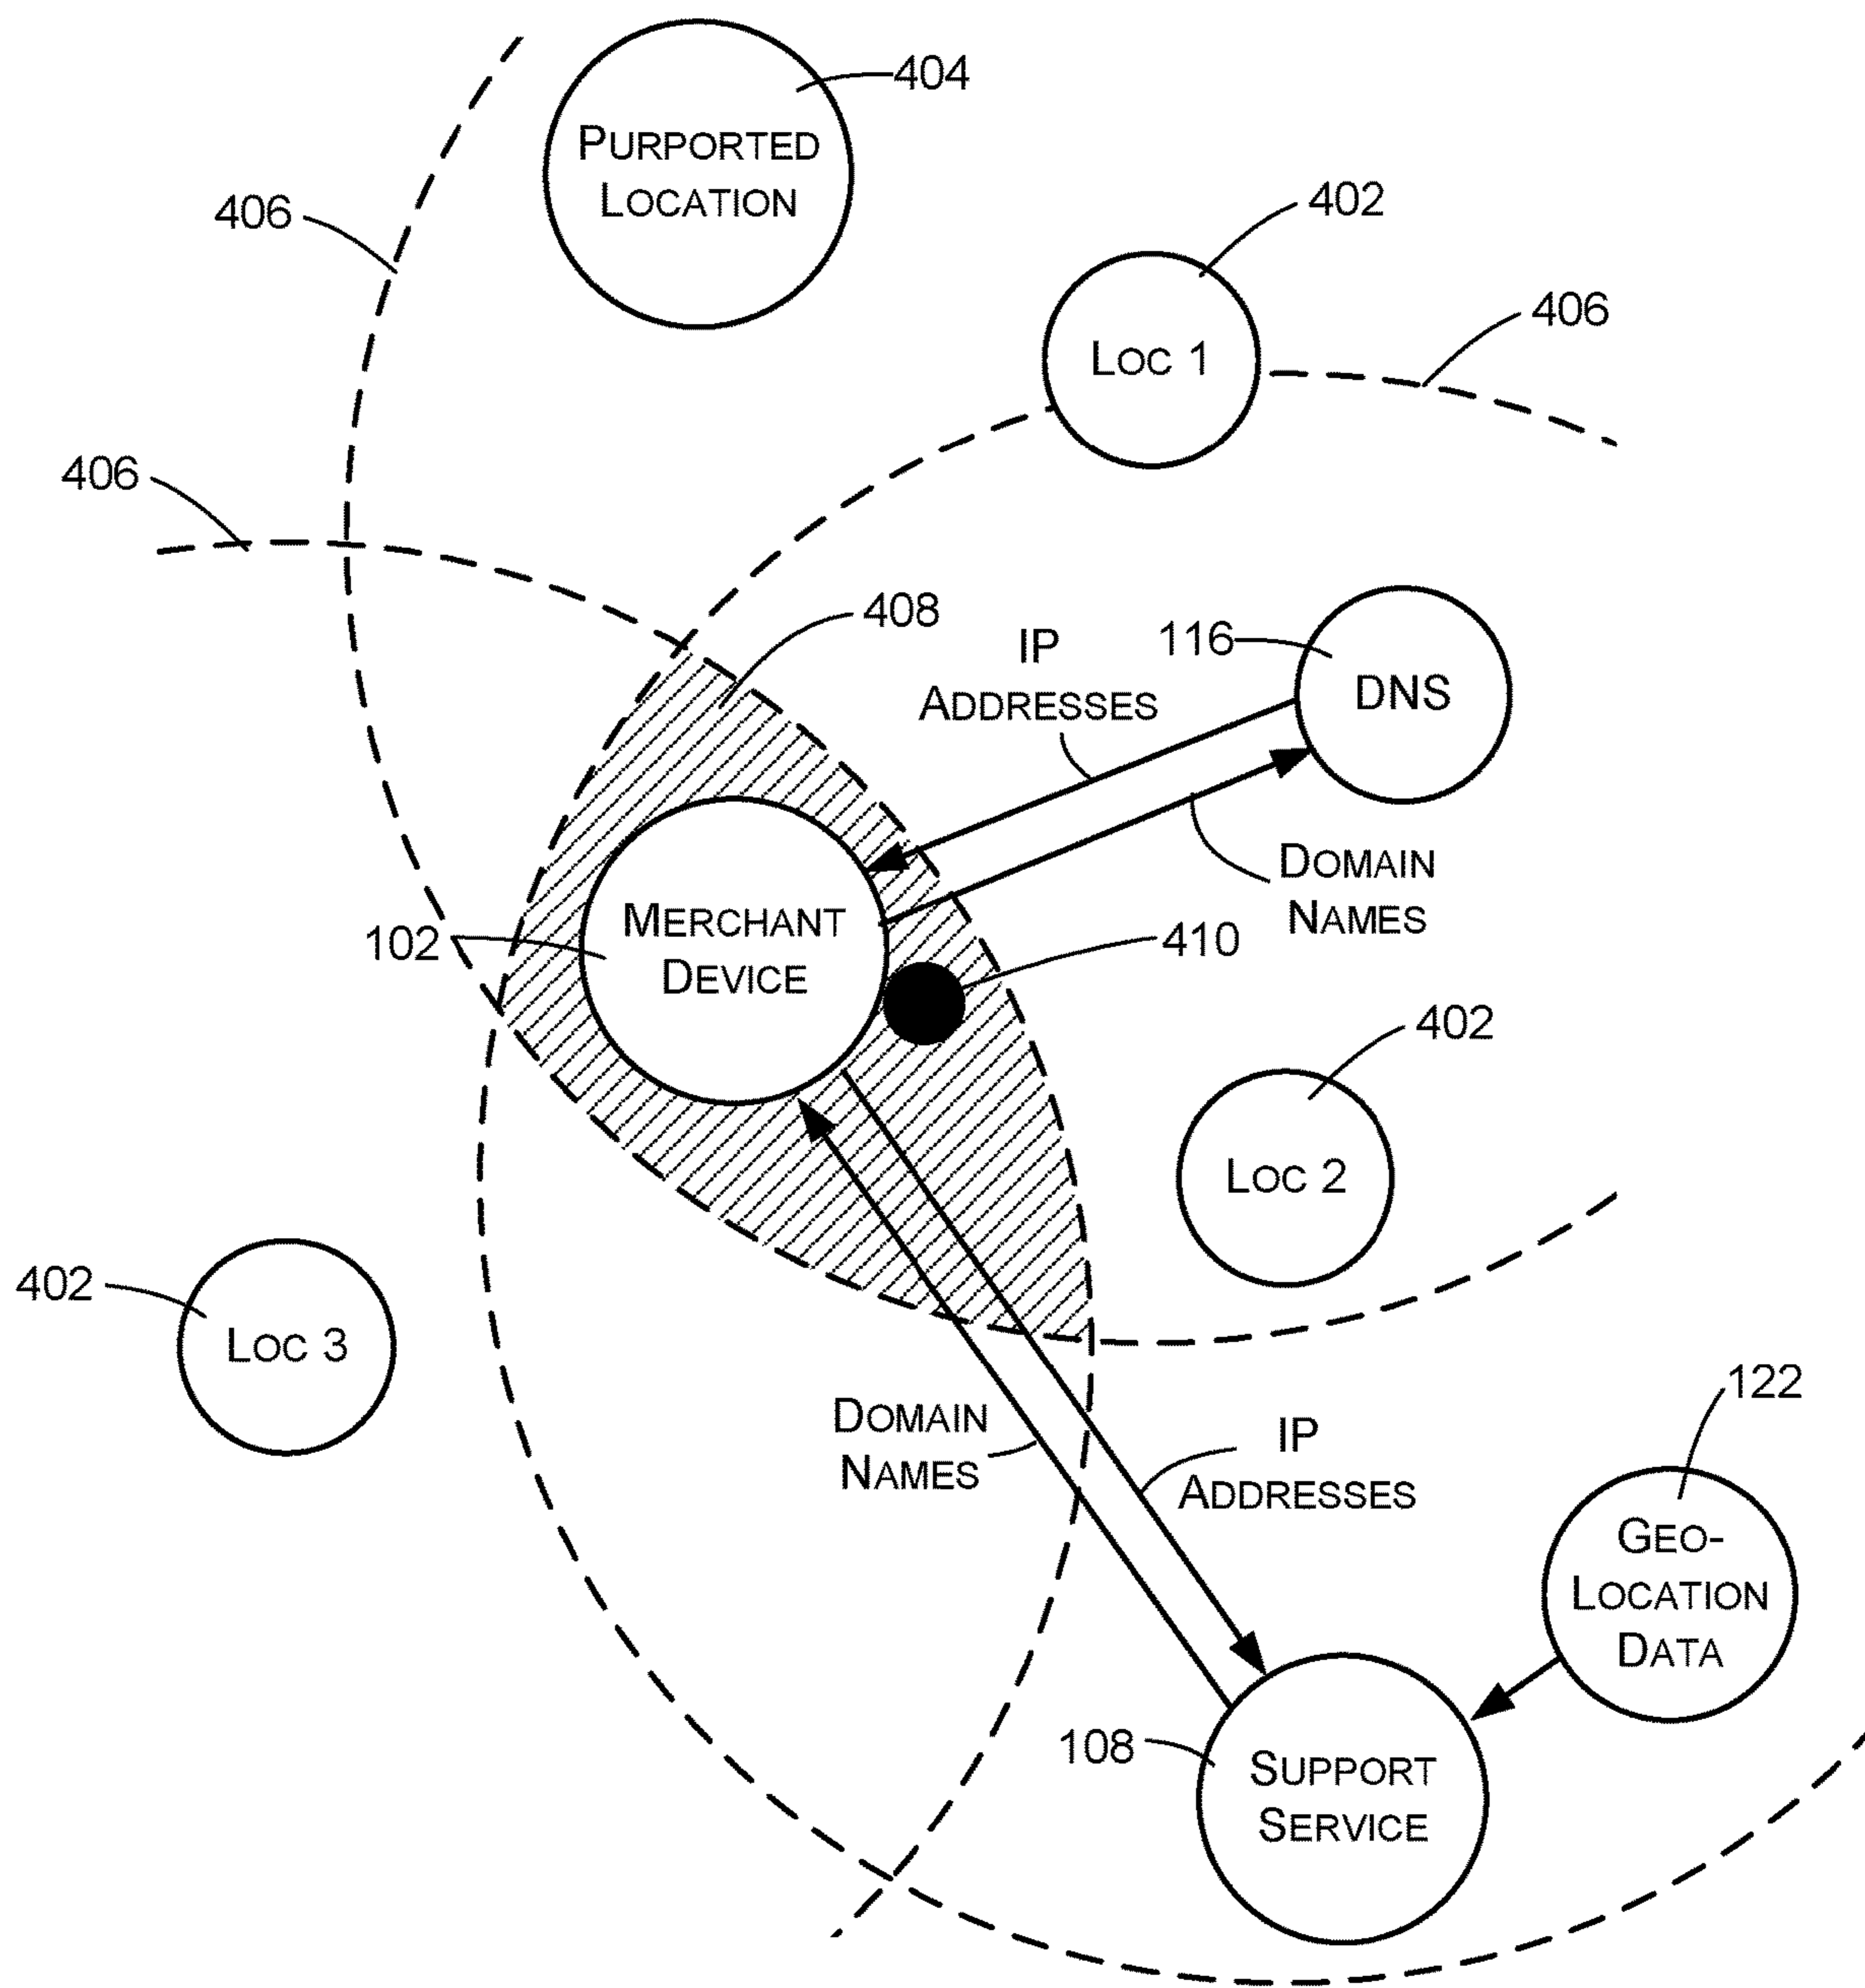 404
PURPORTED
LOCATION
406
402
LOC 1
406
406
408
IP
ADDRESSES
116
DNS
DOMAIN
NAMES
102
MERCHANT
DEVICE
410
402
LOC 2
402
LOC 3
DOMAIN
NAMES
IP
ADDRESSES
122
GEO-
LOCATION
DATA
108
SUPPORT
SERVICE